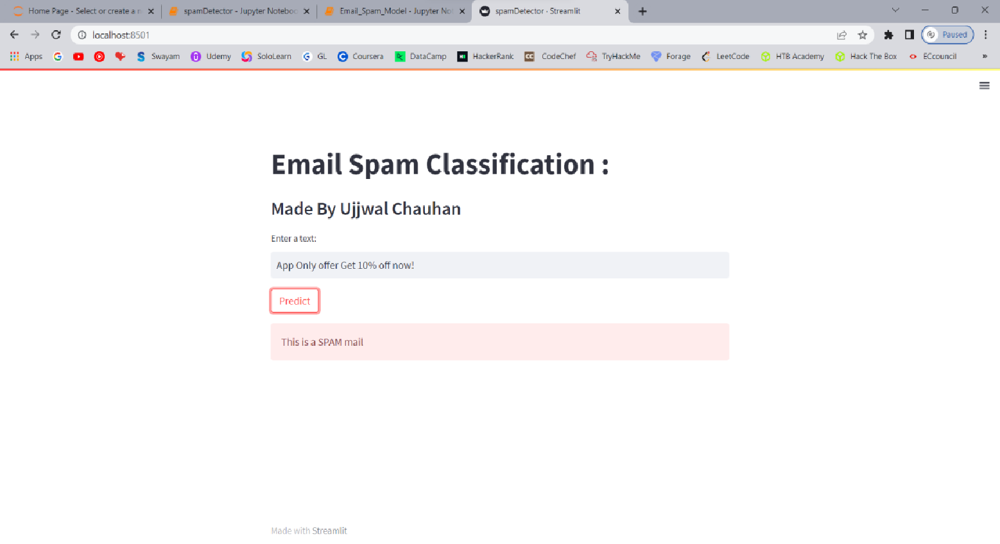 Home Page - Select or create a n
spamDetector - Jupyter Noteboo
Email_Spam_Model - Jupyter Not
spamDetector · Streamlit
localhost:8501
Paused
Apps
Swayam
Udemy
SoloLearn
GL
Coursera
DataCamp
HackerRank
CodeChef
TryHackMe
Forage
LeetCode
HTB Academy
Hack The Box
ECcouncil
»
Email Spam Classification :
Made By Ujjwal Chauhan
Enter a text:
App Only offer Get 10% off now!
Predict
This is a SPAM mail
Made with Streamlit